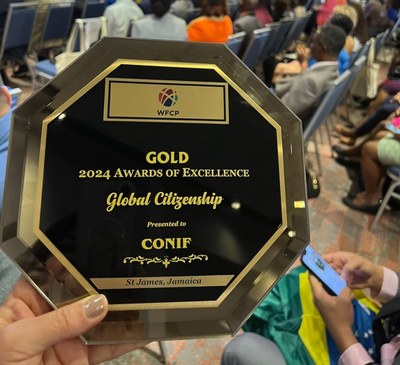 WFCP
GOLD
2024 AWARDS OF EXCELLENCE
Global Citizenship
Presented to
CONIF
ST JAMES, JAMAICA